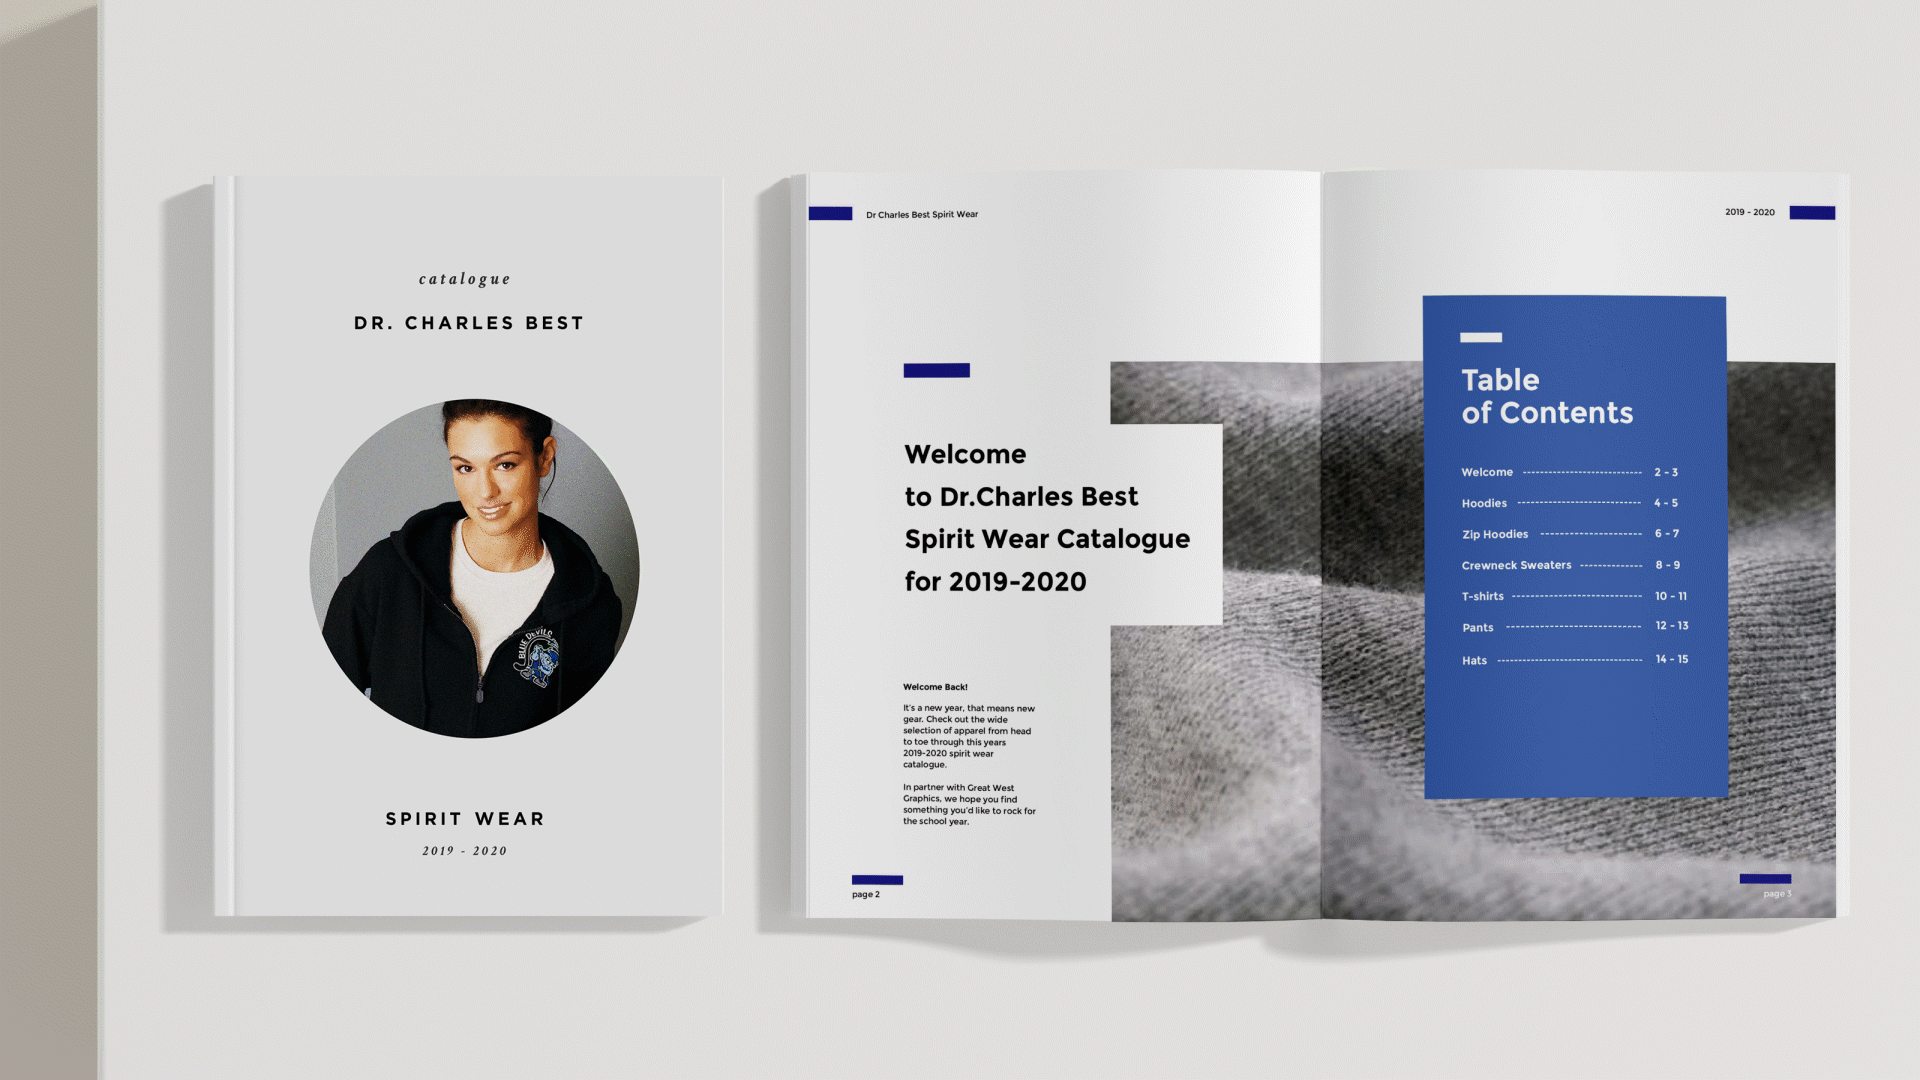 catalogue
DR. CHARLES BEST
BLUE DEVILS
SPIRIT WEAR
2019 - 2020
Dr Charles Best Spirit Wear
Welcome
to Dr.Charles Best
Spirit Wear Catalogue
for 2019-2020
Welcome Back!
It's a new year, that means new
gear. Check out the wide
selection of apparel from head
to toe through this years
2019-2020 spirit wear
catalogue.
In partner with Great West
Graphics, we hope you find
something you'd like to rock for
the school year.
page 2
2019 - 2020
Table
of Contents
Welcome 2 - 3
Hoodies 4 - 5
Zip Hoodies 6 - 7
Crewneck Sweaters 8 - 9
T-shirts 10 - 11
Pants 12 - 13
Hats 14 - 15
page 3